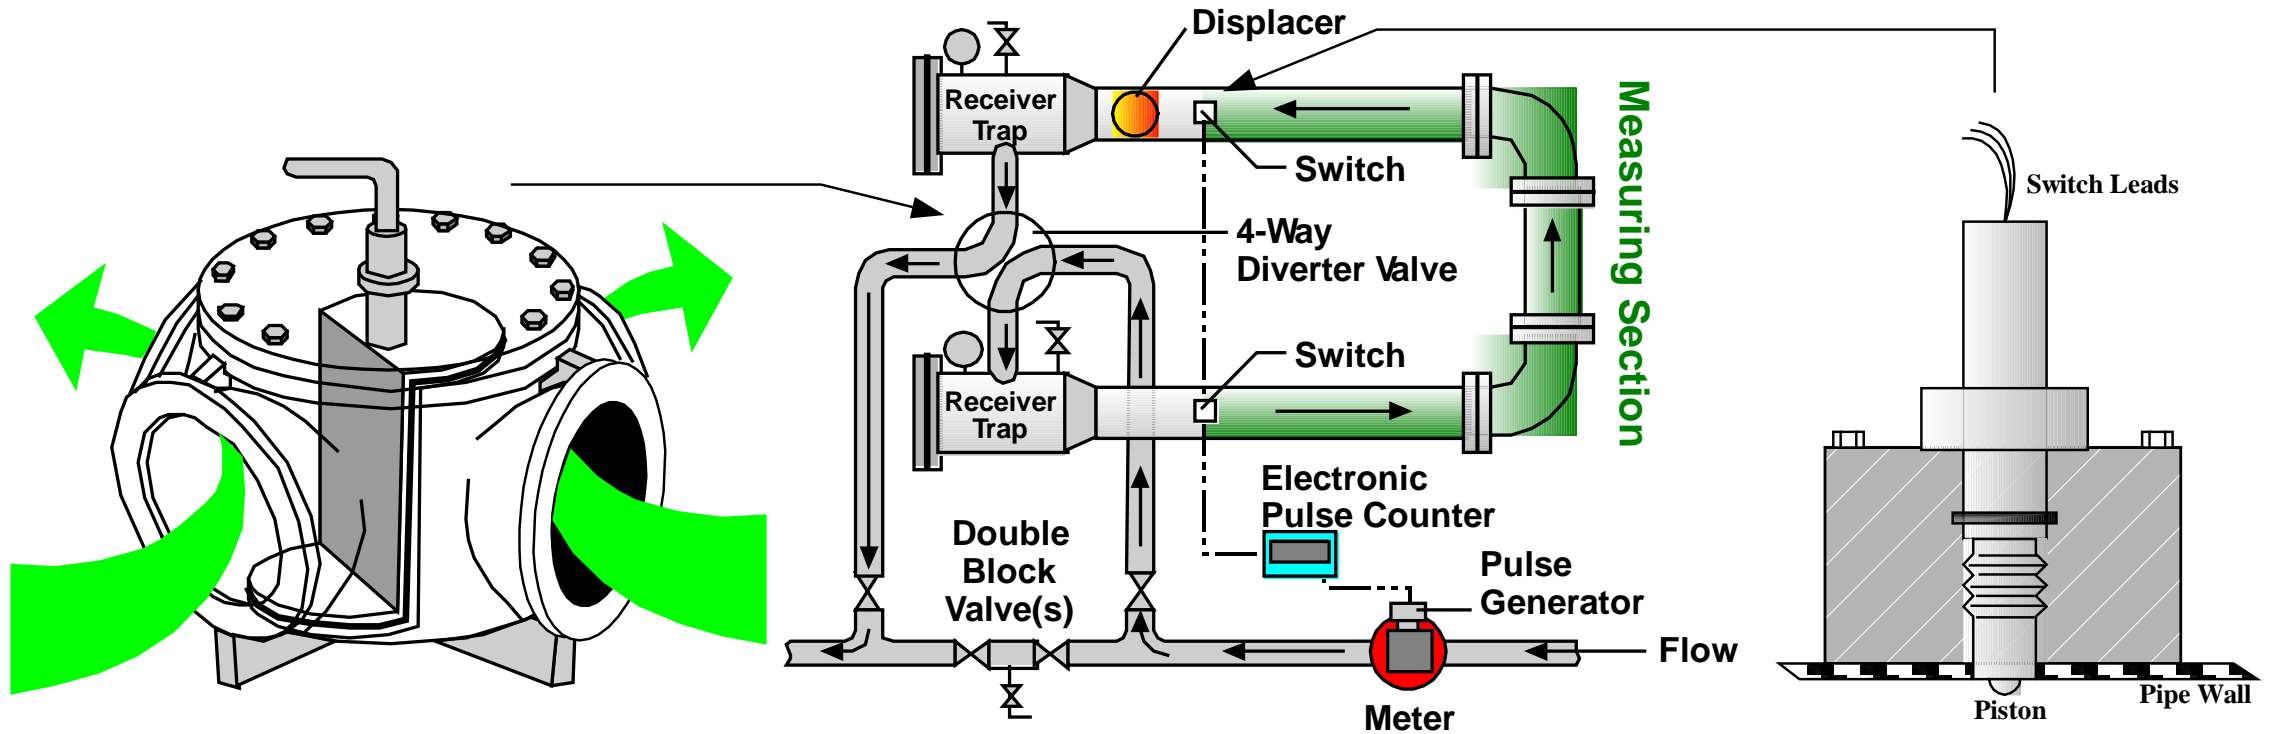 Displacer
Receiver
Trap
Switch
Measuring Section
Switch Leads
4-Way
Diverter Valve
Switch
Receiver
Trap
Electronic
Pulse Counter
Double
Block
Valve(s)
Pulse
Generator
Flow
Meter
Pipe Wall
Piston